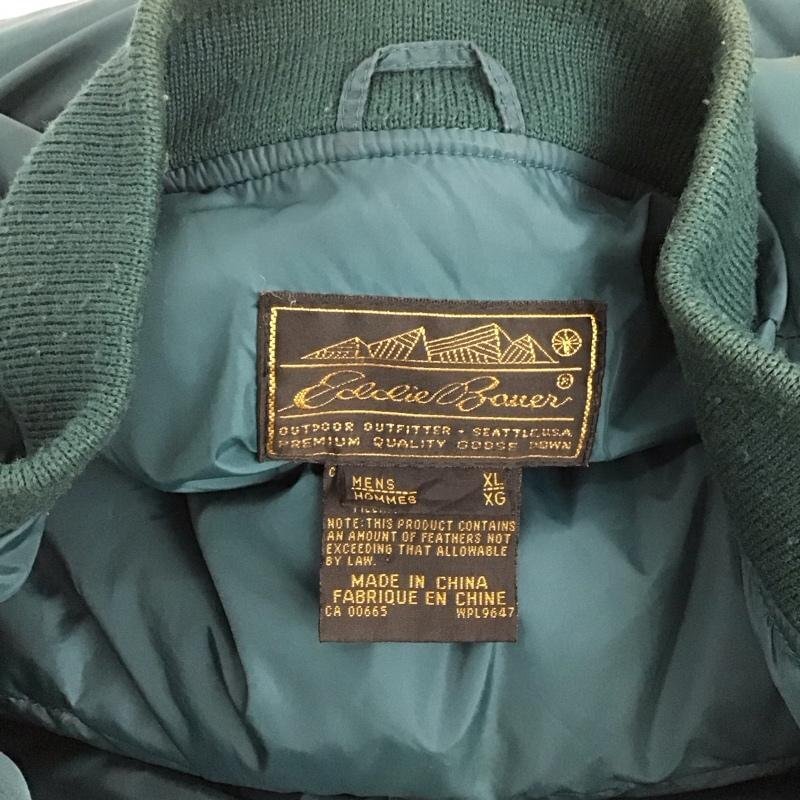 Eddie Bauer®
OUTDOOR OUTFITTER - SEATTLE, U.S.A.
PREMIUM QUALITY GOOSE DOWN
MENS XL
HOMMES XG
NOTE: THIS PRODUCT CONTAINS
AN AMOUNT OF FEATHERS NOT
EXCEEDING THAT ALLOWABLE
BY LAW.
MADE IN CHINA
FABRIQUE EN CHINE
CA 00665 WPL9647